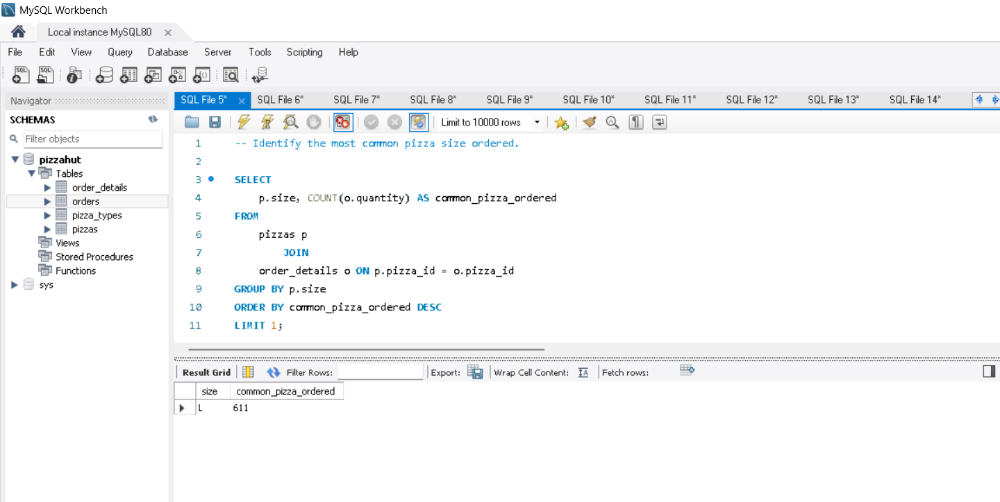 MySQL Workbench
Local instance MySQL80
File Edit View Query Database Server Tools Scripting Help
Navigator
SCHEMAS
Filter objects
pizzahut
Tables
order_details
orders
pizza_types
pizzas
Views
Stored Procedures
Functions
sys
SQL File 5* SQL File 6* SQL File 7* SQL File 8* SQL File 9* SQL File 10* SQL File 11* SQL File 12* SQL File 13* SQL File 14*
Limit to 10000 rows
1 -- Identify the most common pizza size ordered.
2
3 SELECT
4 p.size, COUNT(o.quantity) AS common_pizza_ordered
5 FROM
6 pizzas p
7 JOIN
8 order_details o ON p.pizza_id = o.pizza_id
9 GROUP BY p.size
10 ORDER BY common_pizza_ordered DESC
11 LIMIT 1;
Result Grid Filter Rows: Export: Wrap Cell Content: Fetch rows:
size common_pizza_ordered
L 611